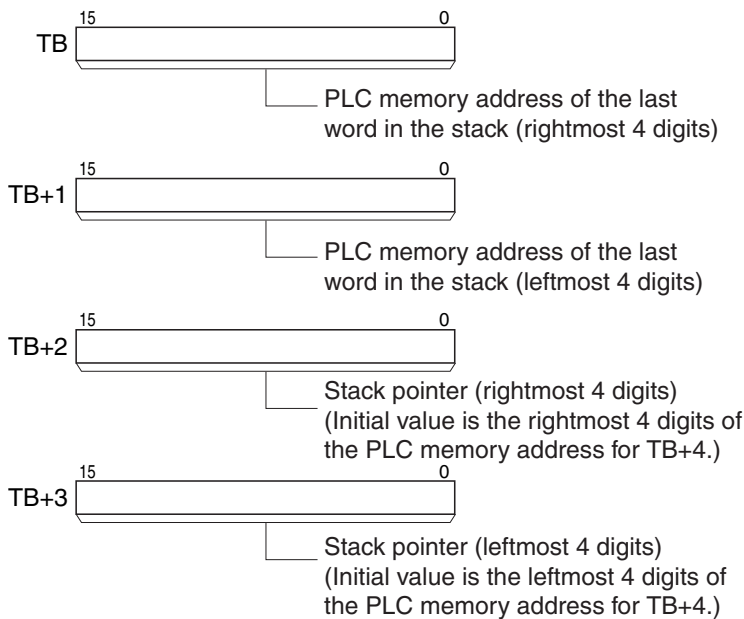 15 0
TB
PLC memory address of the last
word in the stack (rightmost 4 digits)
15 0
TB+1
PLC memory address of the last
word in the stack (leftmost 4 digits)
15 0
TB+2
Stack pointer (rightmost 4 digits)
(Initial value is the rightmost 4 digits of
the PLC memory address for TB+4.)
15 0
TB+3
Stack pointer (leftmost 4 digits)
(Initial value is the leftmost 4 digits of
the PLC memory address for TB+4.)